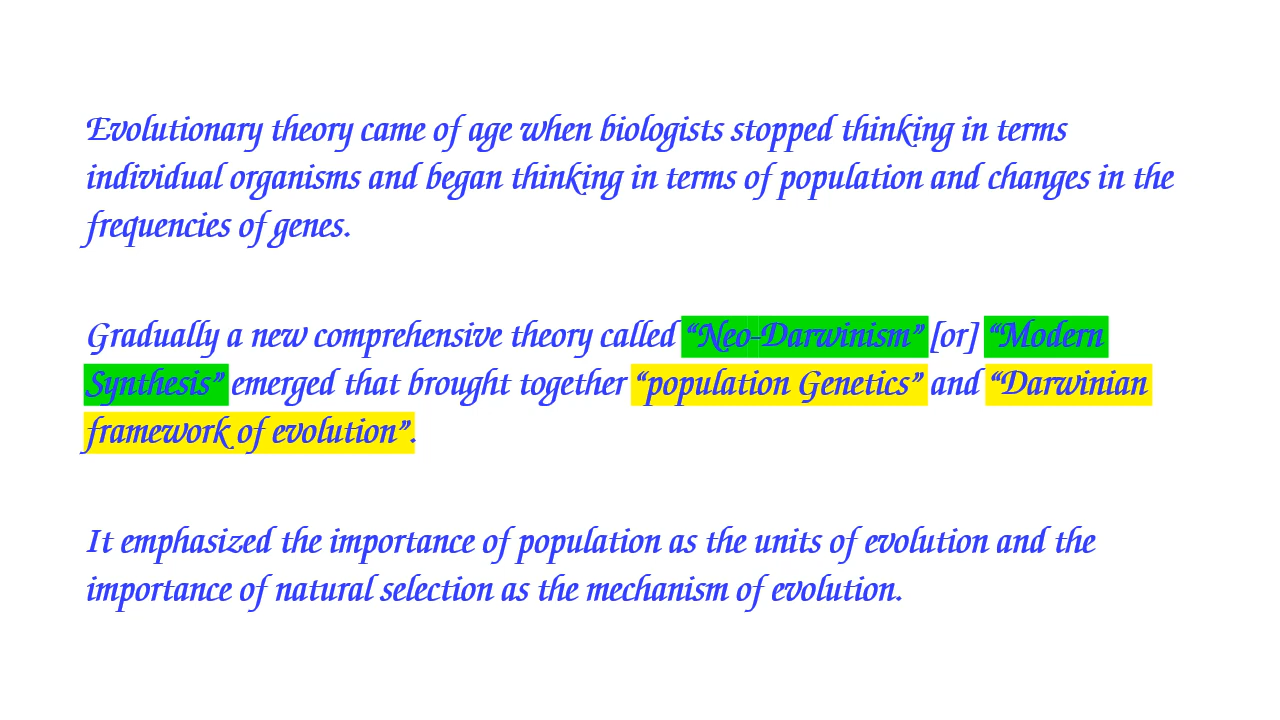 Evolutionary theory came of age when biologists stopped thinking in terms
individual organisms and began thinking in terms of population and changes in the
frequencies of genes.
Gradually a new comprehensive theory called “Neo-Darwinism” [or] “Modern
Synthesis” emerged that brought together “population Genetics” and “Darwinian
framework of evolution”.
It emphasized the importance of population as the units of evolution and the
importance of natural selection as the mechanism of evolution.